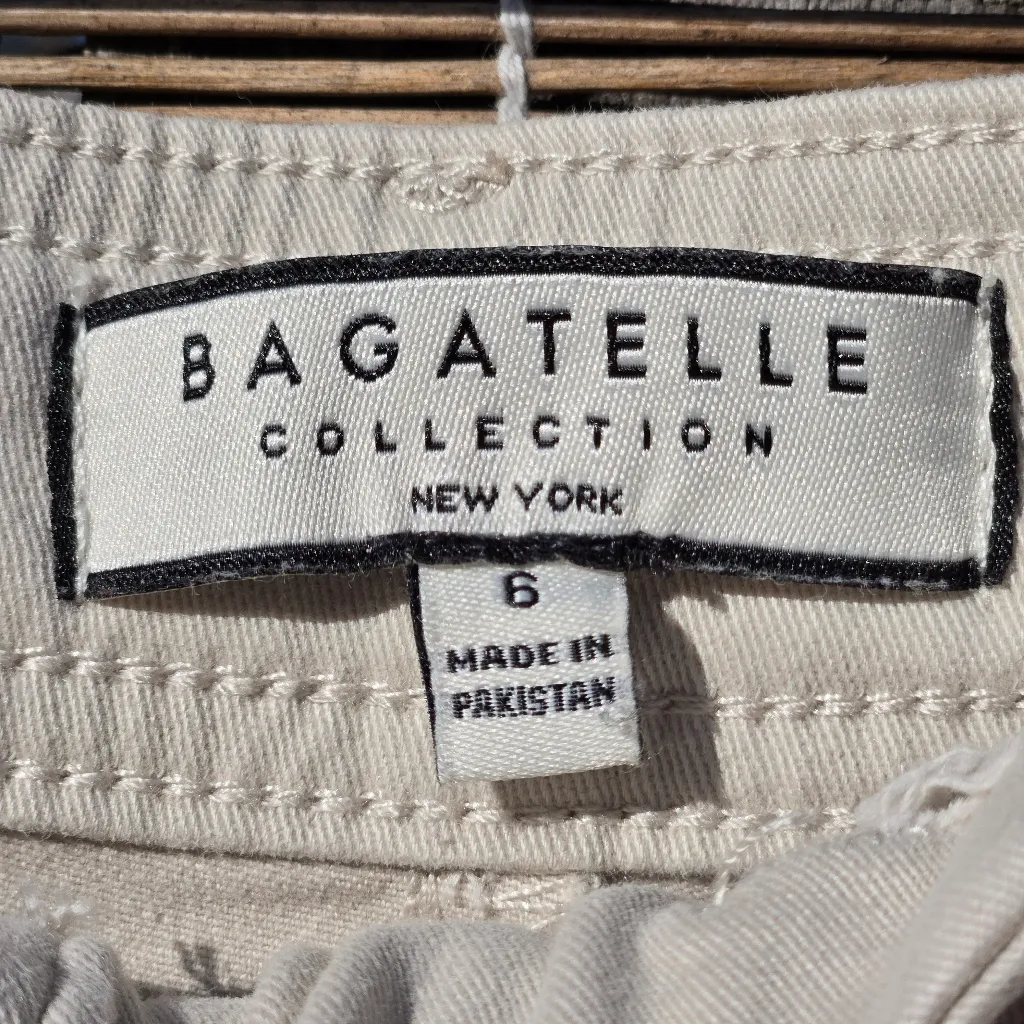 BAGATELLE
COLLECTION
NEW YORK
6
MADE IN
PAKISTAN